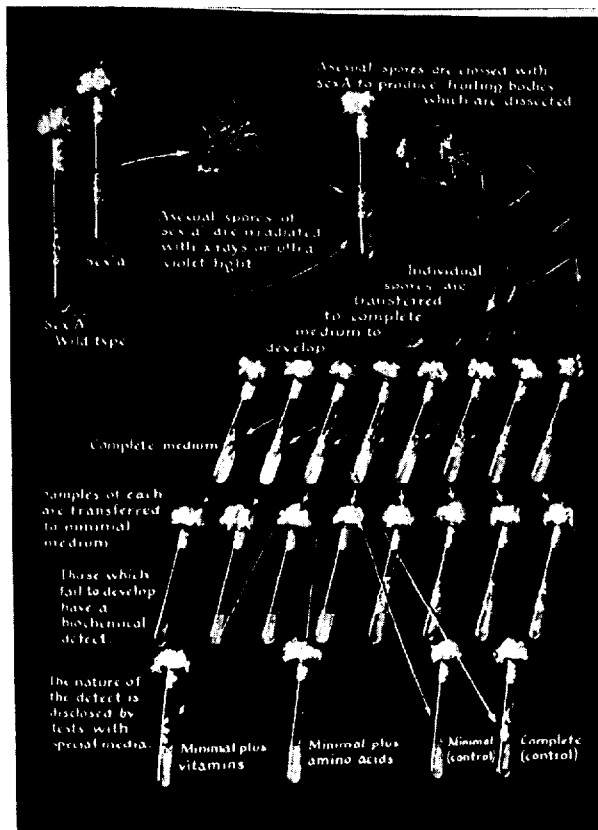 Asexual spores are crossed with
sex A to produce fruiting bodies
which are dissected
Asexual spores of
Sex 'a' are irradiated
with x rays or ultra
violet light
Sex 'a'
Sex A
Wild type
Individual
spores are
transferred
to complete
medium to
develop
Complete medium
Samples of each
are transferred
to minimal
medium
Those which
fail to develop
have a
biochemical
defect.
The nature of
the defect is
disclosed by
tests with
special media.
Minimal plus
vitamins
Minimal plus
amino acids
Minimal
(control)
Complete
(control)